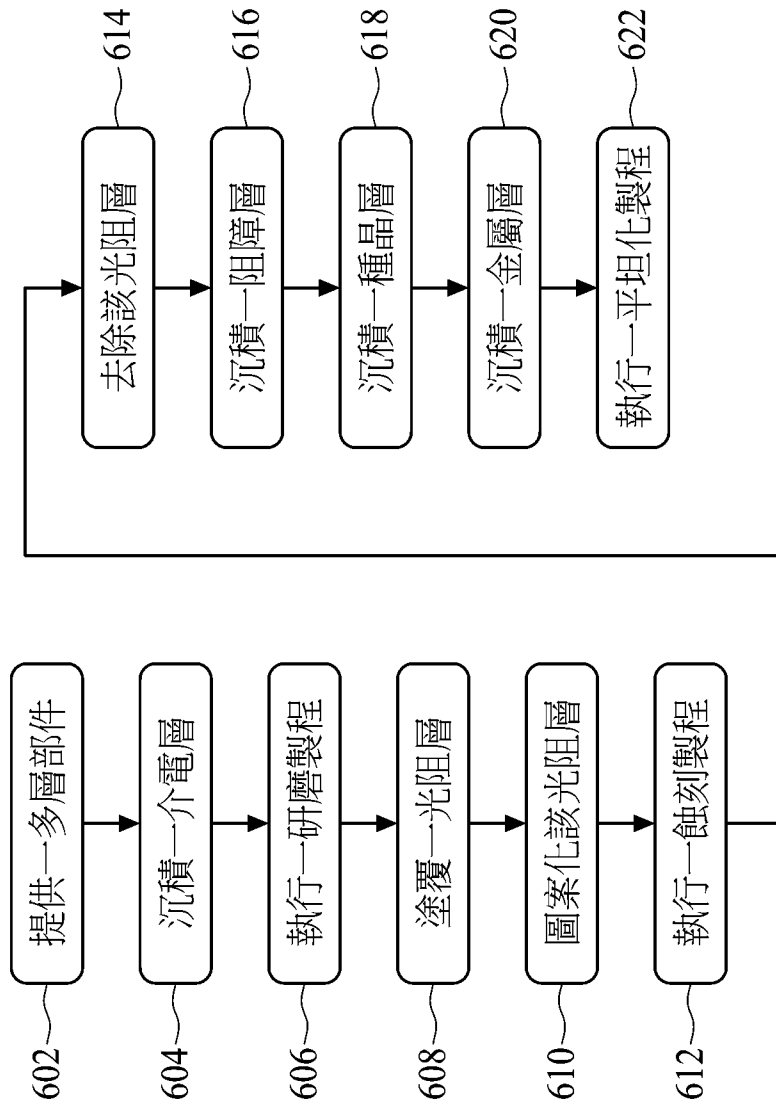 602
提供一多層部件
604
沉積一介電層
606
執行一研磨製程
608
塗覆一光阻層
610
圖案化該光阻層
612
執行一蝕刻製程
614
去除該光阻層
616
沉積一阻障層
618
沉積一種晶層
620
沉積一金屬層
622
執行一平坦化製程